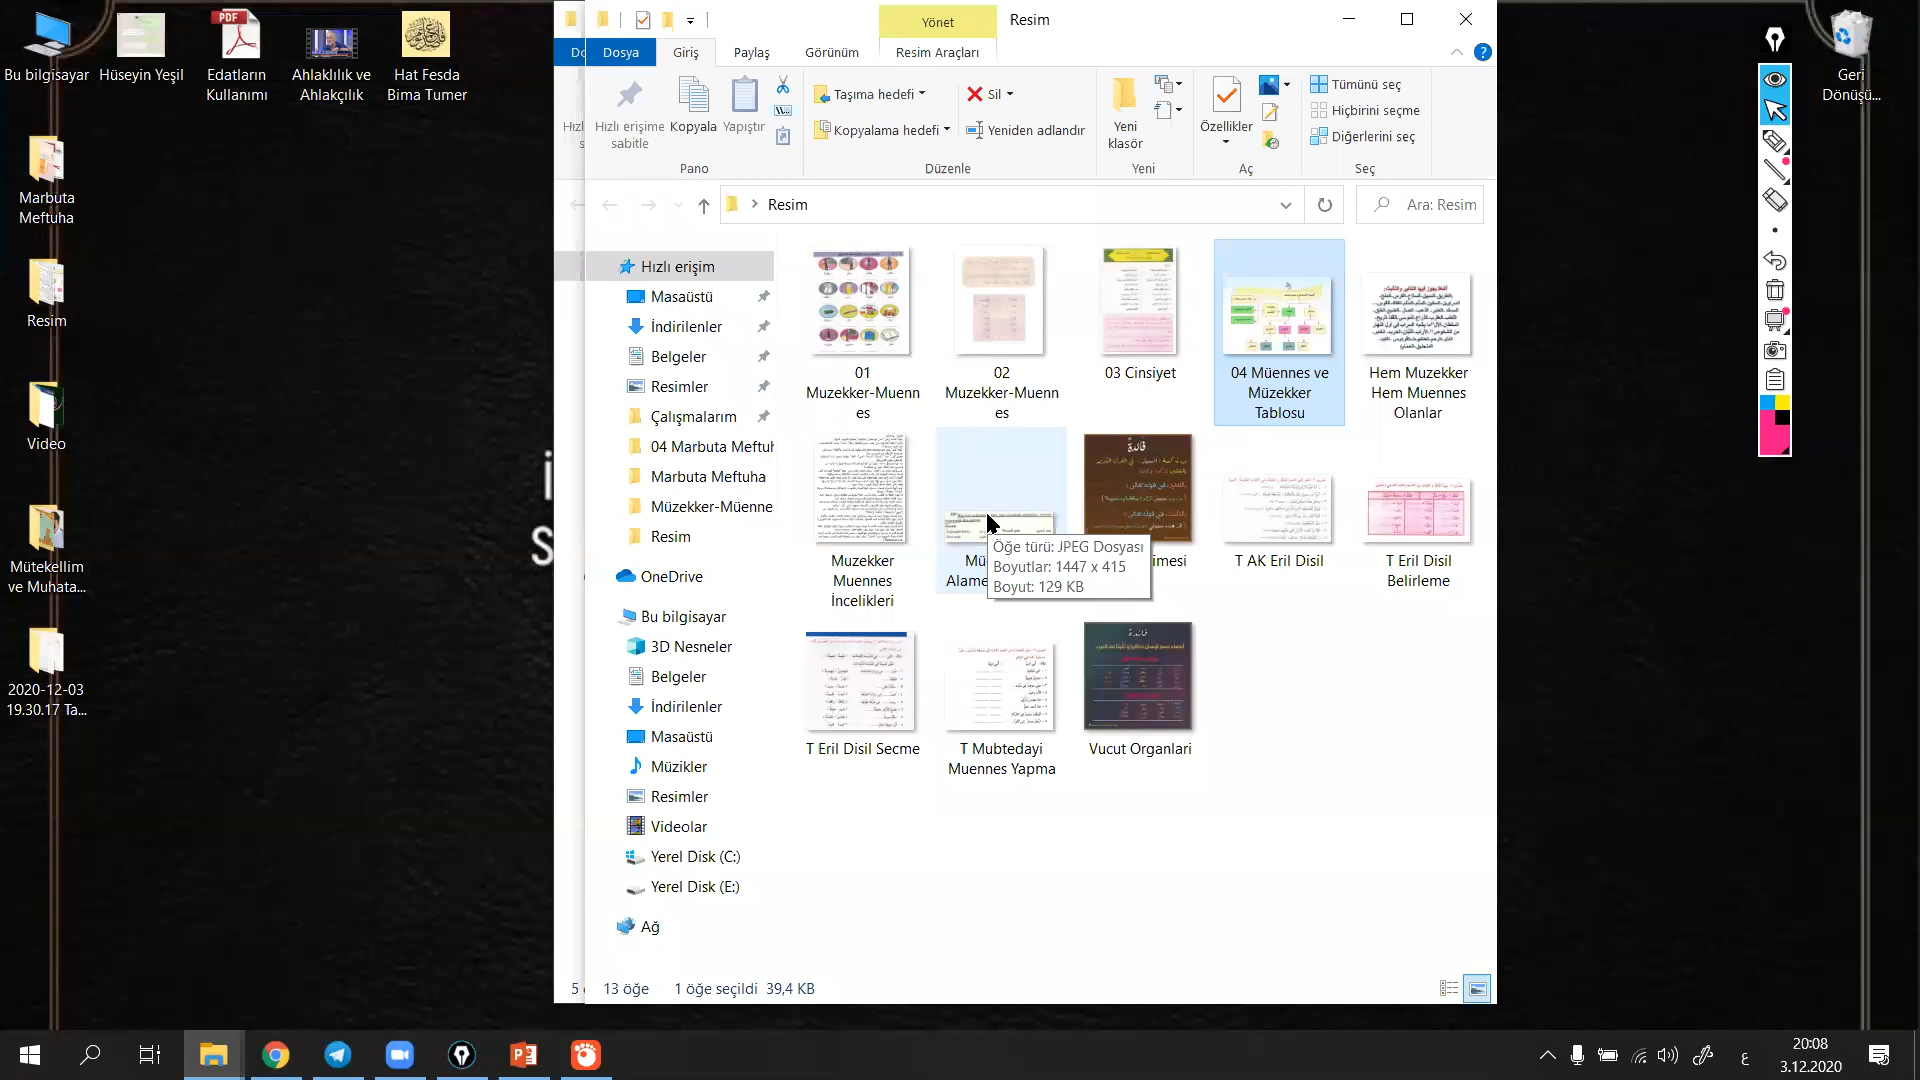 Bu bilgisayar
Hüseyin Yeşil
Edatların
Kullanımı
Ahlaklılık ve
Ahlakçılık
Hat Fesda
Bima Tumer
Marbuta
Meftuha
Resim
Video
Mütekellim
ve Muhata...
2020-12-03
19.30.17 Ta...
PDF
Yönet
Resim
Dosya
Giriş
Paylaş
Görünüm
Resim Araçları
Hızlı erişime
sabitle
Kopyala
Yapıştır
Pano
Taşıma hedefi
Kopyalama hedefi
Sil
Yeniden adlandır
Düzenle
Yeni
klasör
Yeni
Özellikler
Aç
Tümünü seç
Hiçbirini seçme
Diğerlerini seç
Seç
Resim
Ara: Resim
Hızlı erişim
Masaüstü
İndirilenler
Belgeler
Resimler
Çalışmalarım
04 Marbuta Meftuh
Marbuta Meftuha
Müzekker-Müenne
Resim
OneDrive
Bu bilgisayar
3D Nesneler
Belgeler
İndirilenler
Masaüstü
Müzikler
Resimler
Videolar
Yerel Disk (C:)
Yerel Disk (E:)
Ağ
01
Muzekker-Muenn
es
02
Muzekker-Muenn
es
03 Cinsiyet
04 Müennes ve
Müzekker
Tablosu
Hem Muzekker
Hem Muennes
Olanlar
Muzekker
Muennes
İncelikleri
Öğe türü: JPEG Dosyası
Boyutlar: 1447 x 415
Boyut: 129 KB
T AK Eril Disil
T Eril Disil
Belirleme
T Eril Disil Secme
T Mubtedayi
Muennes Yapma
Vucut Organlari
13 öğe
1 öğe seçildi 39,4 KB
Geri
Dönüşü...
ع
20:08
3.12.2020